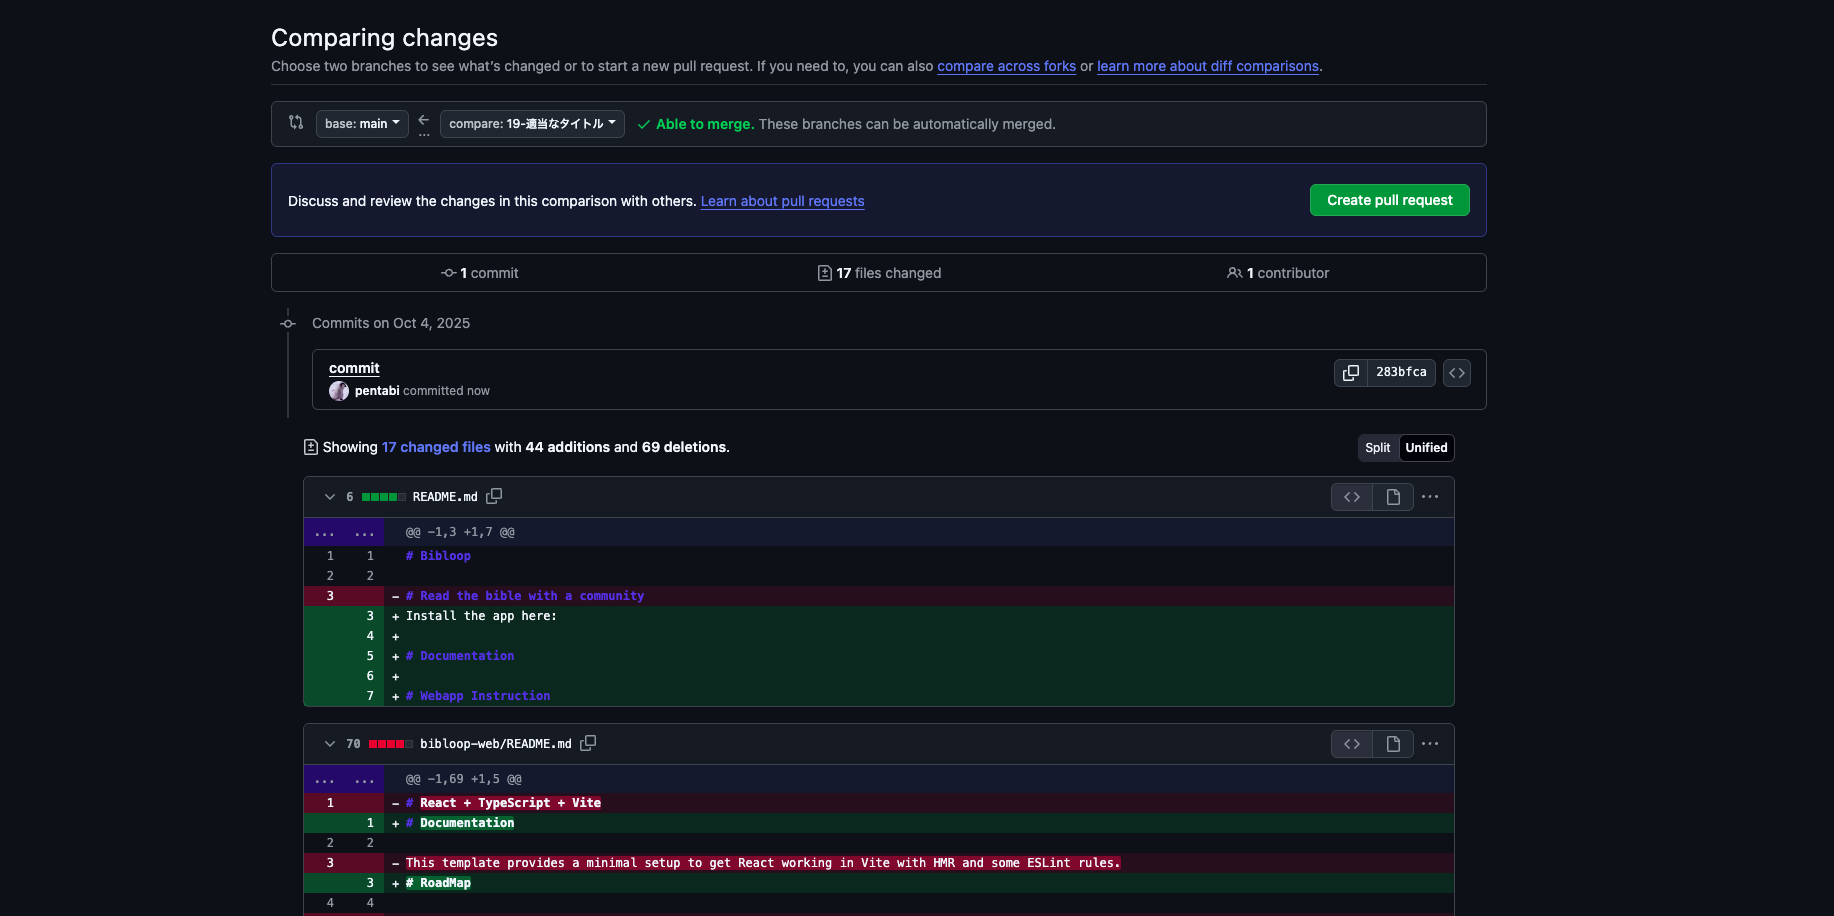 Comparing changes
Choose two branches to see what's changed or to start a new pull request. If you need to, you can also compare across forks or learn more about diff comparisons.
base: main ← ... compare: 19-適当なタイトル ✓ Able to merge. These branches can be automatically merged.
Discuss and review the changes in this comparison with others. Learn about pull requests Create pull request
1 commit 17 files changed 1 contributor
Commits on Oct 4, 2025
commit
pentabi committed now
283bfca
Showing 17 changed files with 44 additions and 69 deletions.
Split Unified
6 README.md
... ... @@ -1,3 +1,7 @@
1 1 # Bibloop
2 2
3 - # Read the bible with a community
3 + Install the app here:
4 +
5 + # Documentation
6 +
7 + # Webapp Instruction
70 bibloop-web/README.md
... ... @@ -1,69 +1,5 @@
1 - # React + TypeScript + Vite
1 + # Documentation
2 2
3 - This template provides a minimal setup to get React working in Vite with HMR and some ESLint rules.
3 + # RoadMap
4 4